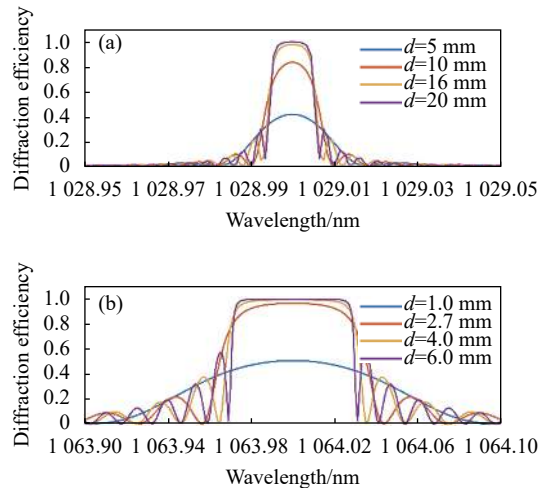 (a)
Diffraction efficiency
1.0
0.8
0.6
0.4
0.2
0
d=5 mm
d=10 mm
d=16 mm
d=20 mm
1 028.95 1 028.97 1 028.99 1 029.01 1 029.03 1 029.05
Wavelength/nm
(b)
Diffraction efficiency
1.0
0.8
0.6
0.4
0.2
0
d=1.0 mm
d=2.7 mm
d=4.0 mm
d=6.0 mm
1 063.90 1 063.94 1 063.98 1 064.02 1 064.06 1 064.10
Wavelength/nm